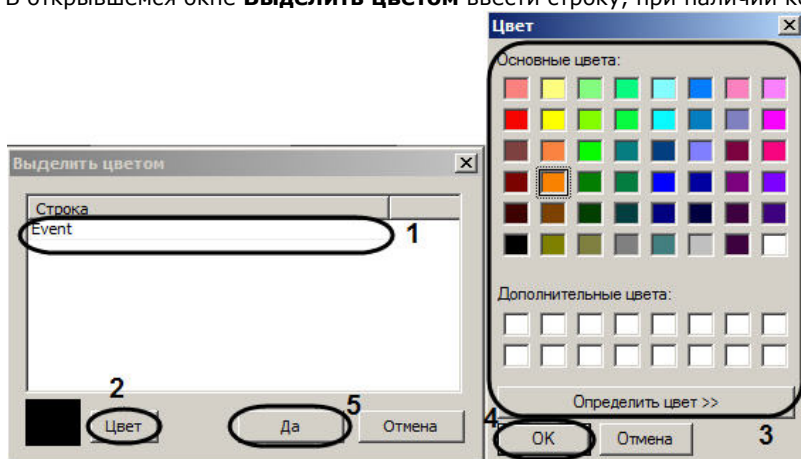 В открывшемся окне Выделить цветом ввести строку, при наличии
Цвет
Основные цвета:
Выделить цветом
Строка
Event
1
Дополнительные цвета:
2
5
Определить цвет >>
Цвет
Да
Отмена
4
OK
Отмена
3